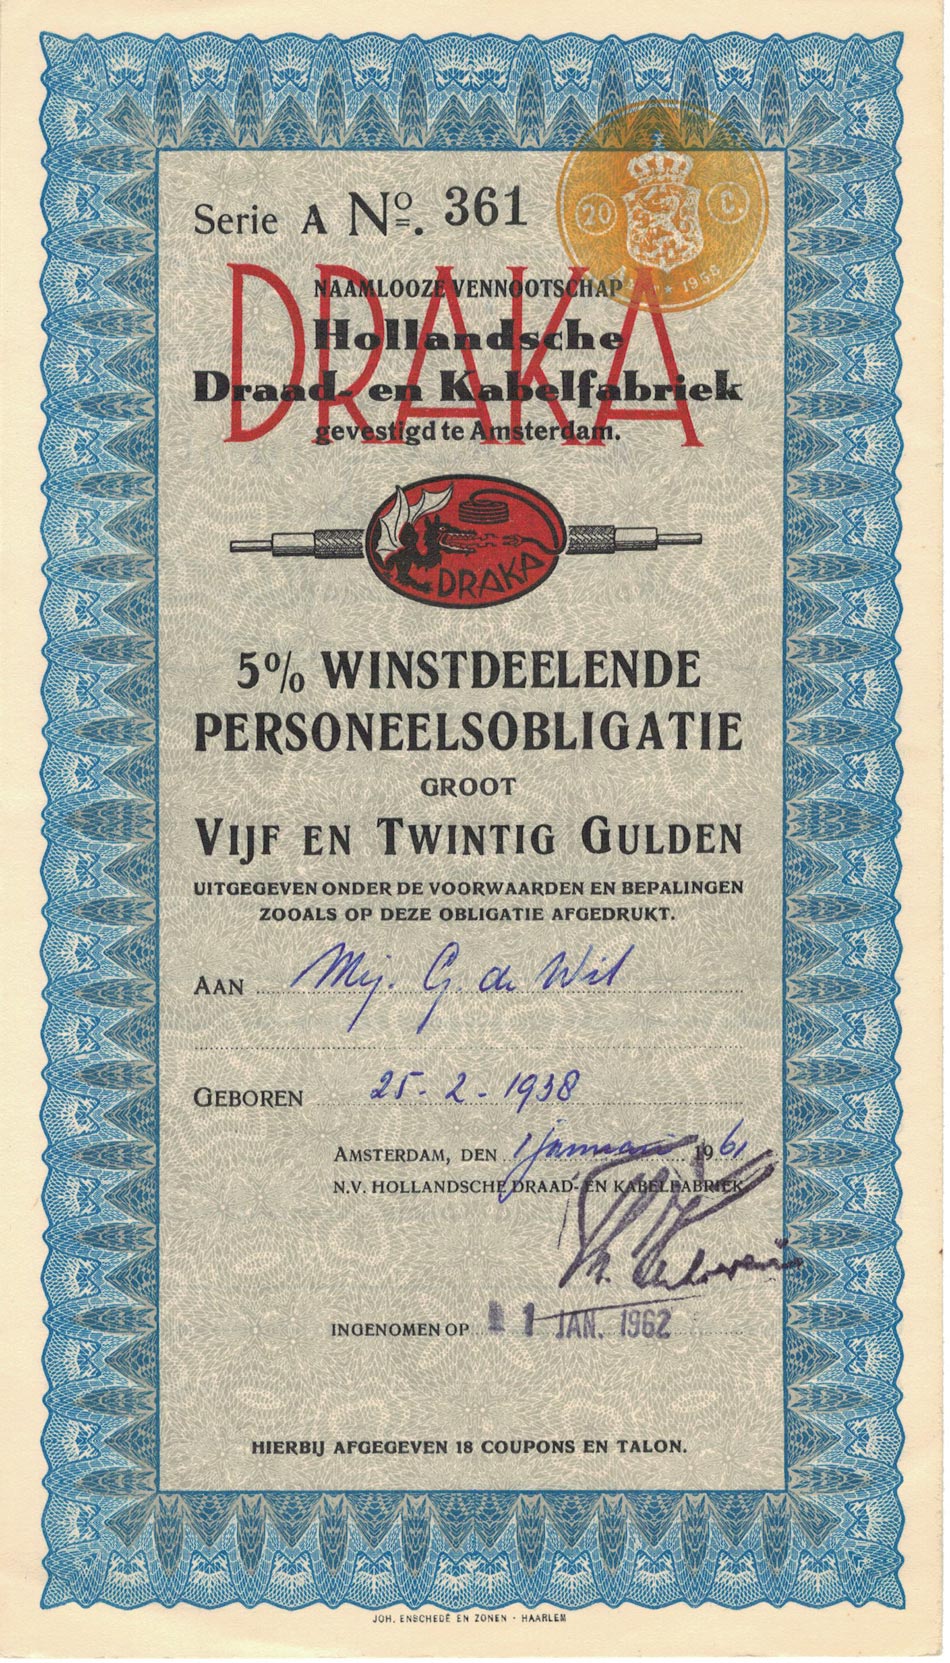 Serie A No. 361
20 C.
1958
DRAKA
NAAMLOOZE VENNOOTSCHAP
Hollandsche
Draad- en Kabelfabriek
gevestigd te Amsterdam.
DRAKA
5% WINSTDEELENDE
PERSONEELSOBLIGATIE
GROOT
VIJF EN TWINTIG GULDEN
UITGEGEVEN ONDER DE VOORWAARDEN EN BEPALINGEN
ZOOALS OP DEZE OBLIGATIE AFGEDRUKT.
AAN Mej. G. de Wit
GEBOREN 25-2-1938
AMSTERDAM, DEN 1 januari 1961
N.V. HOLLANDSCHE DRAAD- EN KABELFABRIEK
INGENOMEN OP 1 JAN. 1962
HIERBIJ AFGEGEVEN 18 COUPONS EN TALON.
JOH. ENSCHEDÉ EN ZONEN · HAARLEM